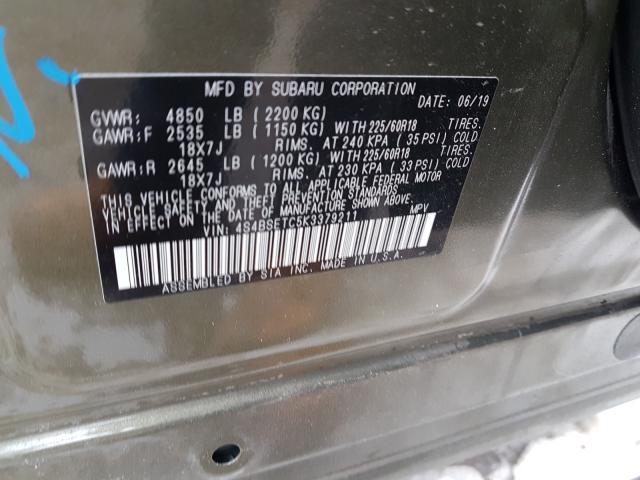 MFD BY SUBARU CORPORATION
DATE: 06/19
GVWR: 4850 LB (2200 KG)
GAWR:F 2535 LB (1150 KG) WITH 225/60R18 TIRES.
18X7J RIMS. AT 240 KPA (35 PSI) COLD
GAWR:R 2645 LB (1200 KG) WITH 225/60R18 TIRES.
18X7J RIMS. AT 230 KPA (33 PSI) COLD
THIS VEHICLE CONFORMS TO ALL APPLICABLE FEDERAL MOTOR
VEHICLE SAFETY AND THEFT PREVENTION STANDARDS
IN EFFECT ON THE DATE OF MANUFACTURE SHOWN ABOVE.
VIN: 4S4BSETC5K3379211 MPV
ASSEMBLED BY SIA INC. MADE IN U.S.A.